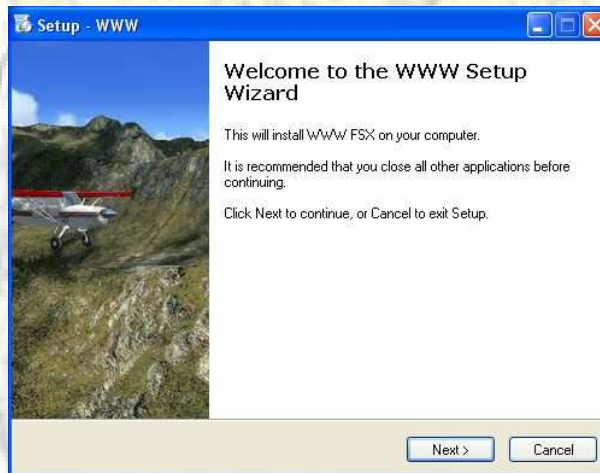 Setup - WWW
Welcome to the WWW Setup
Wizard
This will install WWW FSX on your computer.
It is recommended that you close all other applications before
continuing.
Click Next to continue, or Cancel to exit Setup.
Next >
Cancel